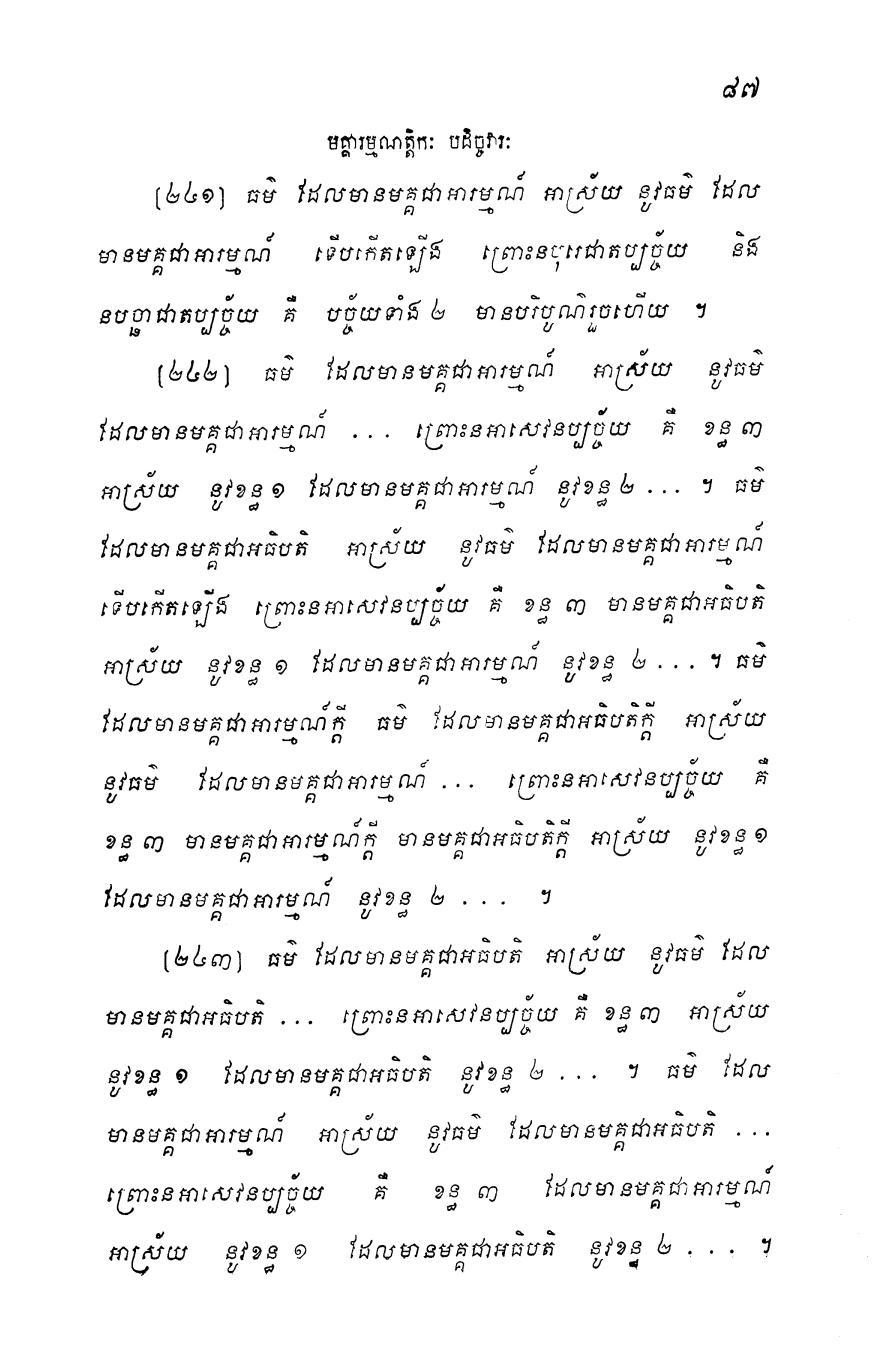 ៨៧
មគ្គារម្មណត្តិកៈ បដិច្ចវារៈ
[២៤១] ធម៌ ដែលមានមគ្គជាអារម្មណ៍ អាស្រ័យ នូវធម៌ ដែល
មានមគ្គជាអារម្មណ៍ ទើបកើតឡើង ព្រោះនបុរេជាតប្បច្ច័យ និង
នបច្ឆាជាតប្បច្ច័យ គឺ បច្ច័យទាំង ២ មានបរិបូណ៌រួចហើយ ។
[២៤២] ធម៌ ដែលមានមគ្គជាអារម្មណ៍ អាស្រ័យ នូវធម៌
ដែលមានមគ្គជាអារម្មណ៍ ... ព្រោះនអាសេវនប្បច្ច័យ គឺ ខន្ធ ៣
អាស្រ័យ នូវខន្ធ ១ ដែលមានមគ្គជាអារម្មណ៍ នូវខន្ធ ២ ... ។ ធម៌
ដែលមានមគ្គជាអធិបតិ អាស្រ័យ នូវធម៌ ដែលមានមគ្គជាអារម្មណ៍
ទើបកើតឡើង ព្រោះនអាសេវនប្បច្ច័យ គឺ ខន្ធ ៣ មានមគ្គជាអធិបតិ
អាស្រ័យ នូវខន្ធ ១ ដែលមានមគ្គជាអារម្មណ៍ នូវខន្ធ ២ ... ។ ធម៌
ដែលមានមគ្គជាអារម្មណ៍ក្តី ធម៌ ដែលមានមគ្គជាអធិបតិក្តី អាស្រ័យ
នូវធម៌ ដែលមានមគ្គជាអារម្មណ៍ ... ព្រោះនអាសេវនប្បច្ច័យ គឺ
ខន្ធ ៣ មានមគ្គជាអារម្មណ៍ក្តី មានមគ្គជាអធិបតិក្តី អាស្រ័យ នូវខន្ធ ១
ដែលមានមគ្គជាអារម្មណ៍ នូវខន្ធ ២ ... ។
[២៤៣] ធម៌ ដែលមានមគ្គជាអធិបតិ អាស្រ័យ នូវធម៌ ដែល
មានមគ្គជាអធិបតិ ... ព្រោះនអាសេវនប្បច្ច័យ គឺ ខន្ធ ៣ អាស្រ័យ
នូវខន្ធ ១ ដែលមានមគ្គជាអធិបតិ នូវខន្ធ ២ ... ។ ធម៌ ដែល
មានមគ្គជាអារម្មណ៍ អាស្រ័យ នូវធម៌ ដែលមានមគ្គជាអធិបតិ ...
ព្រោះនអាសេវនប្បច្ច័យ គឺ ខន្ធ ៣ ដែលមានមគ្គជាអារម្មណ៍
អាស្រ័យ នូវខន្ធ ១ ដែលមានមគ្គជាអធិបតិ នូវខន្ធ ២ ... ។